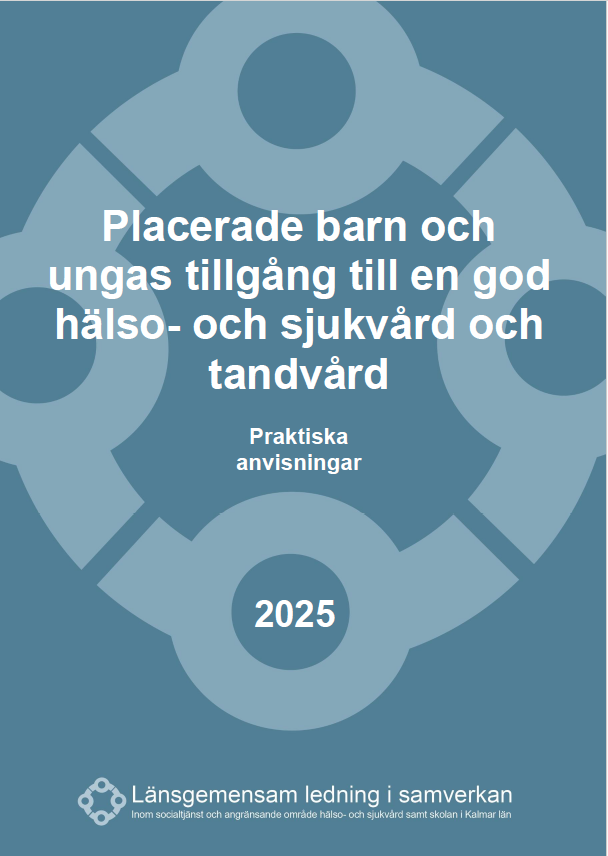 Placerade barn och
ungas tillgång till en god
hälso- och sjukvård och
tandvård
Praktiska
anvisningar
2025
Länsgemensam ledning i samverkan
Inom socialtjänst och angränsande område hälso- och sjukvård samt skolan i Kalmar län